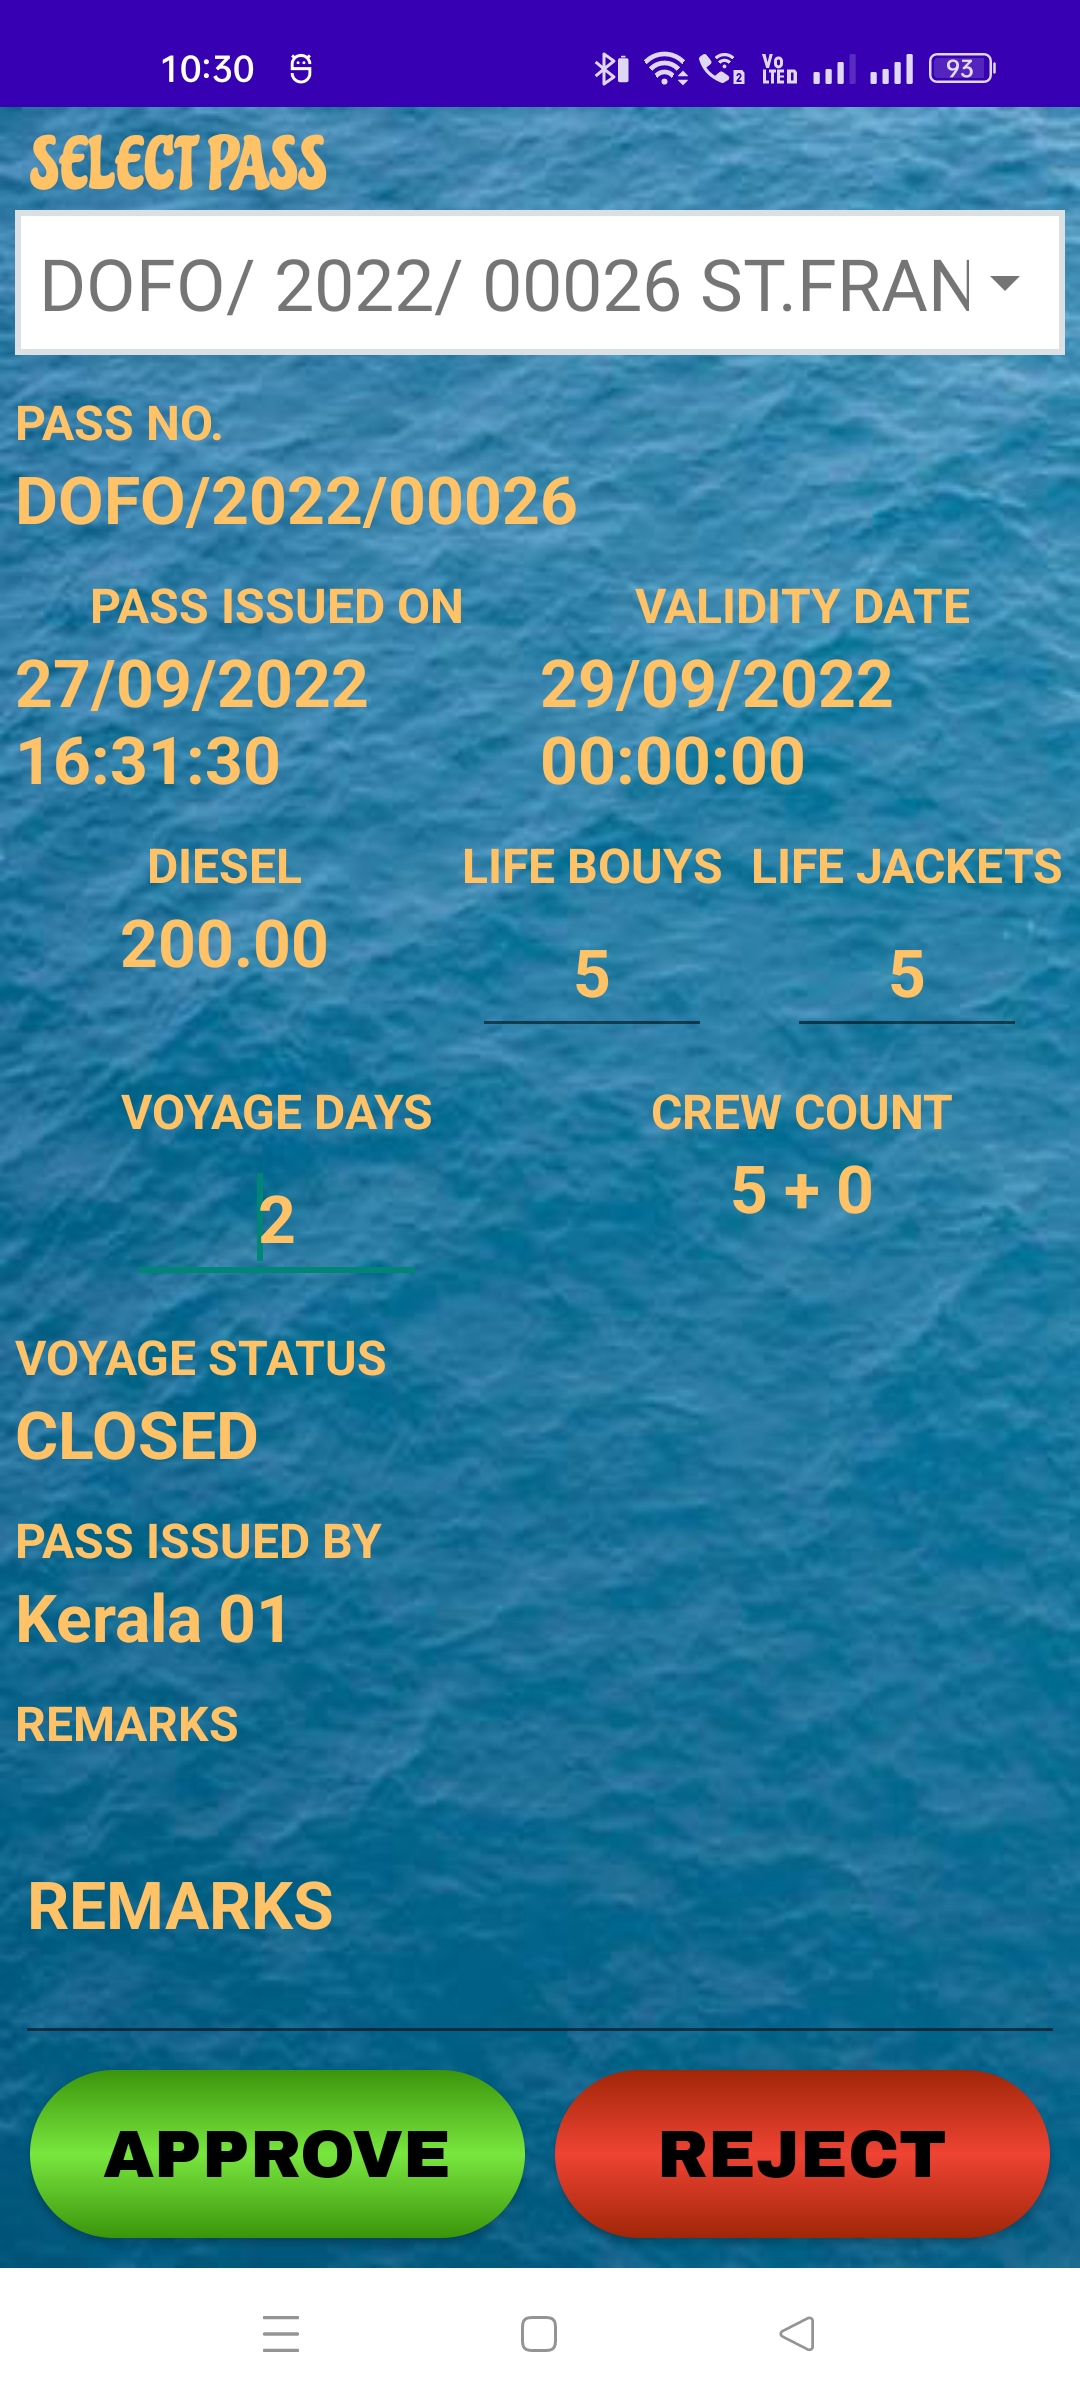 10:30
Vo
LTED
2
93
SELECT PASS
DOFO/ 2022/ 00026 ST.FRAN
PASS NO.
DOFO/2022/00026
PASS ISSUED ON VALIDITY DATE
27/09/2022 29/09/2022
16:31:30 00:00:00
DIESEL LIFE BOUYS LIFE JACKETS
200.00 5 5
VOYAGE DAYS CREW COUNT
2 5 + 0
VOYAGE STATUS
CLOSED
PASS ISSUED BY
Kerala 01
REMARKS
REMARKS
APPROVE REJECT